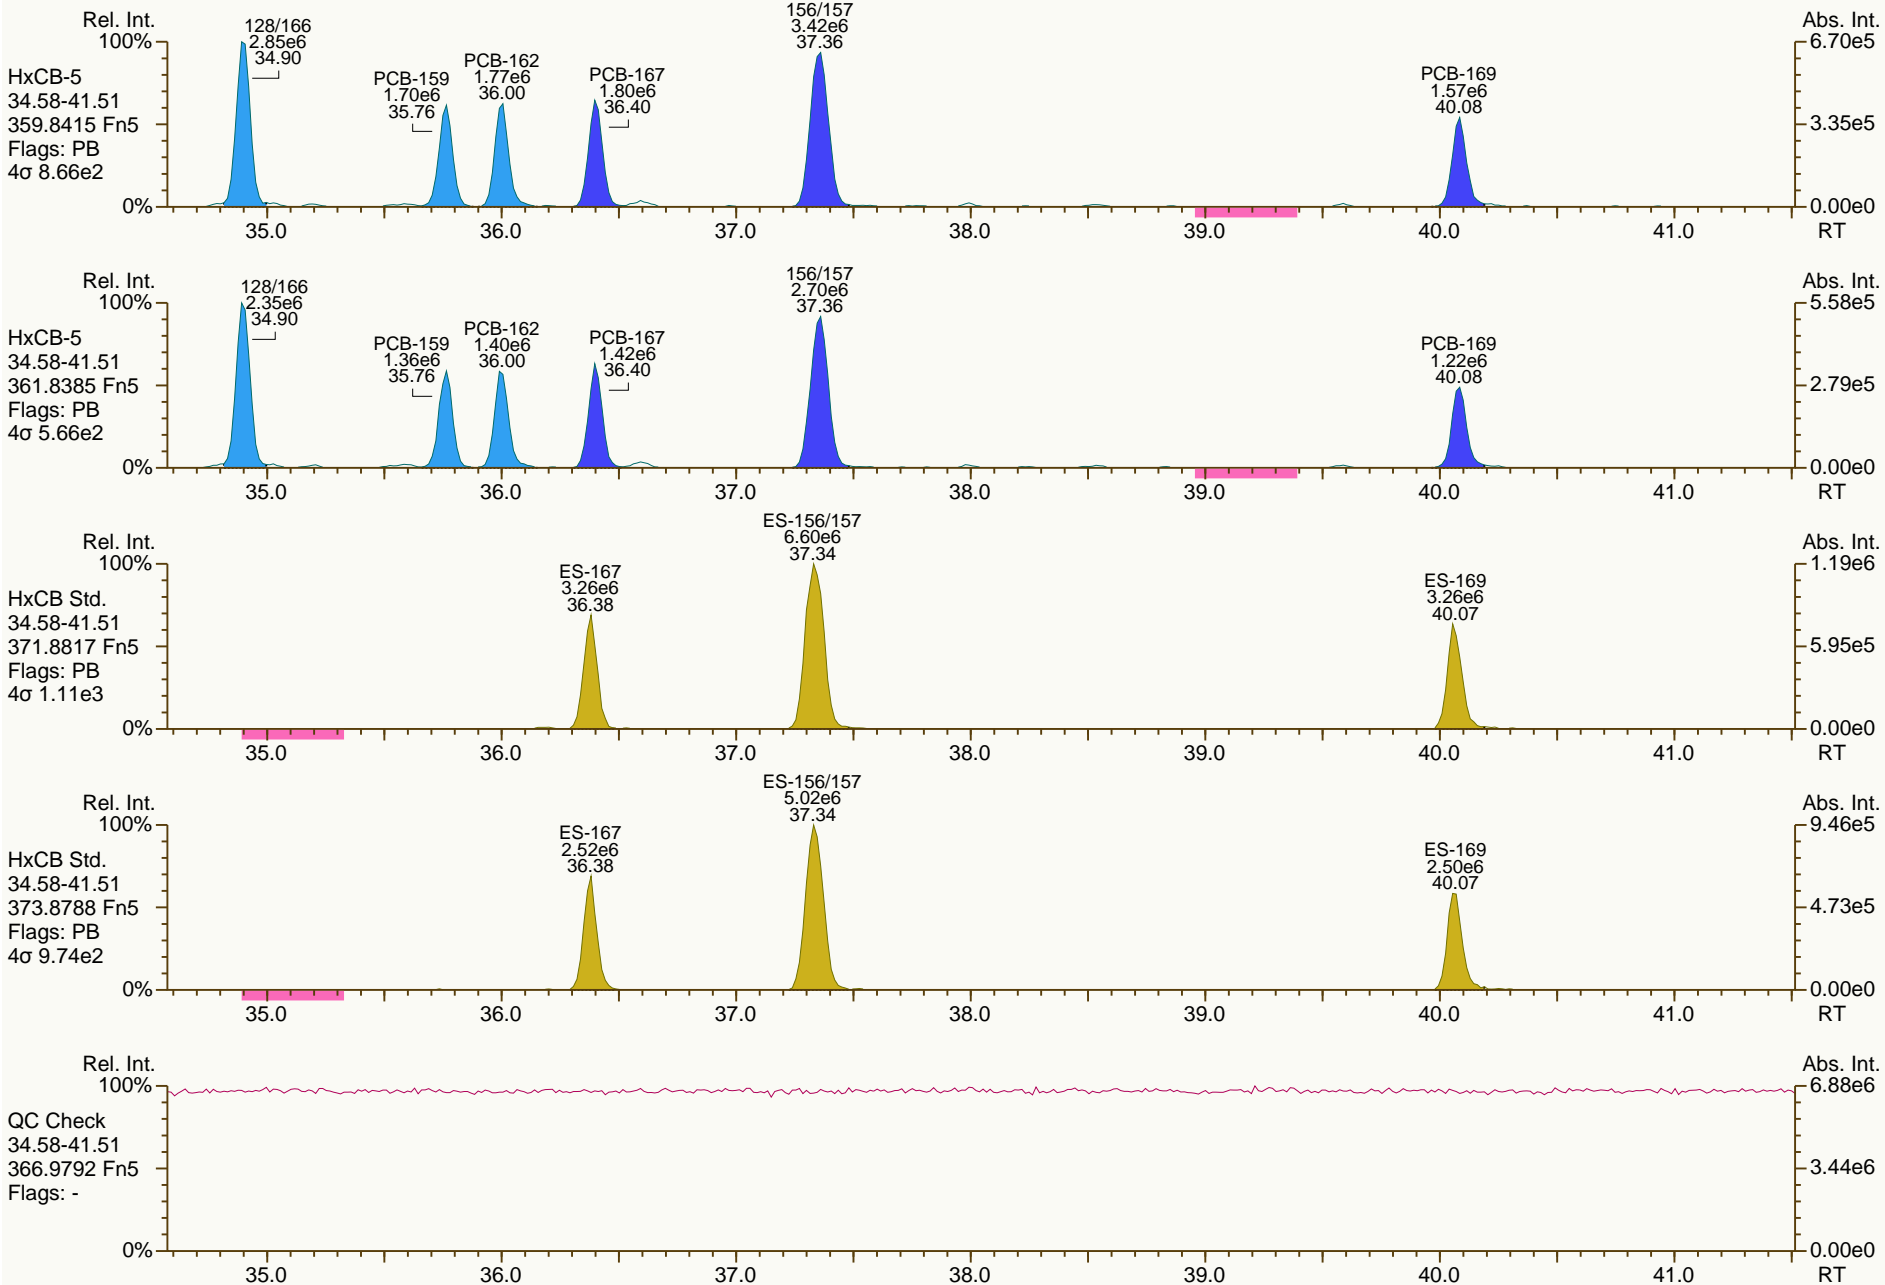 Rel. Int.
Abs. Int.
100%
6.70e5
HxCB-5
34.58-41.51
359.8415 Fn5
Flags: PB
4σ 8.66e2
128/166
2.85e6
34.90
PCB-159
1.70e6
35.76
PCB-162
1.77e6
36.00
PCB-167
1.80e6
36.40
156/157
3.42e6
37.36
PCB-169
1.57e6
40.08
3.35e5
0%
0.00e0
35.0 36.0 37.0 38.0 39.0 40.0 41.0 RT
Rel. Int.
Abs. Int.
100%
5.58e5
HxCB-5
34.58-41.51
361.8385 Fn5
Flags: PB
4σ 5.66e2
128/166
2.35e6
34.90
PCB-159
1.36e6
35.76
PCB-162
1.40e6
36.00
PCB-167
1.42e6
36.40
156/157
2.70e6
37.36
PCB-169
1.22e6
40.08
2.79e5
0%
0.00e0
35.0 36.0 37.0 38.0 39.0 40.0 41.0 RT
Rel. Int.
Abs. Int.
100%
1.19e6
HxCB Std.
34.58-41.51
371.8817 Fn5
Flags: PB
4σ 1.11e3
ES-167
3.26e6
36.38
ES-156/157
6.60e6
37.34
ES-169
3.26e6
40.07
5.95e5
0%
0.00e0
35.0 36.0 37.0 38.0 39.0 40.0 41.0 RT
Rel. Int.
Abs. Int.
100%
9.46e5
HxCB Std.
34.58-41.51
373.8788 Fn5
Flags: PB
4σ 9.74e2
ES-167
2.52e6
36.38
ES-156/157
5.02e6
37.34
ES-169
2.50e6
40.07
4.73e5
0%
0.00e0
35.0 36.0 37.0 38.0 39.0 40.0 41.0 RT
Rel. Int.
Abs. Int.
100%
6.88e6
QC Check
34.58-41.51
366.9792 Fn5
Flags: -
3.44e6
0%
0.00e0
35.0 36.0 37.0 38.0 39.0 40.0 41.0 RT